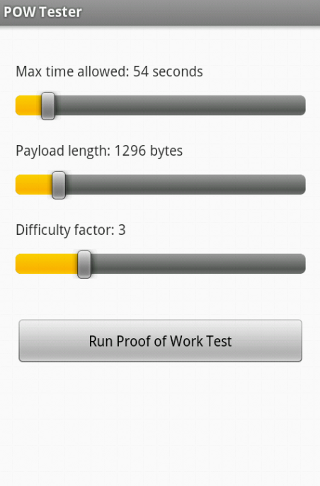 POW Tester
Max time allowed: 54 seconds
Payload length: 1296 bytes
Difficulty factor: 3
Run Proof of Work Test